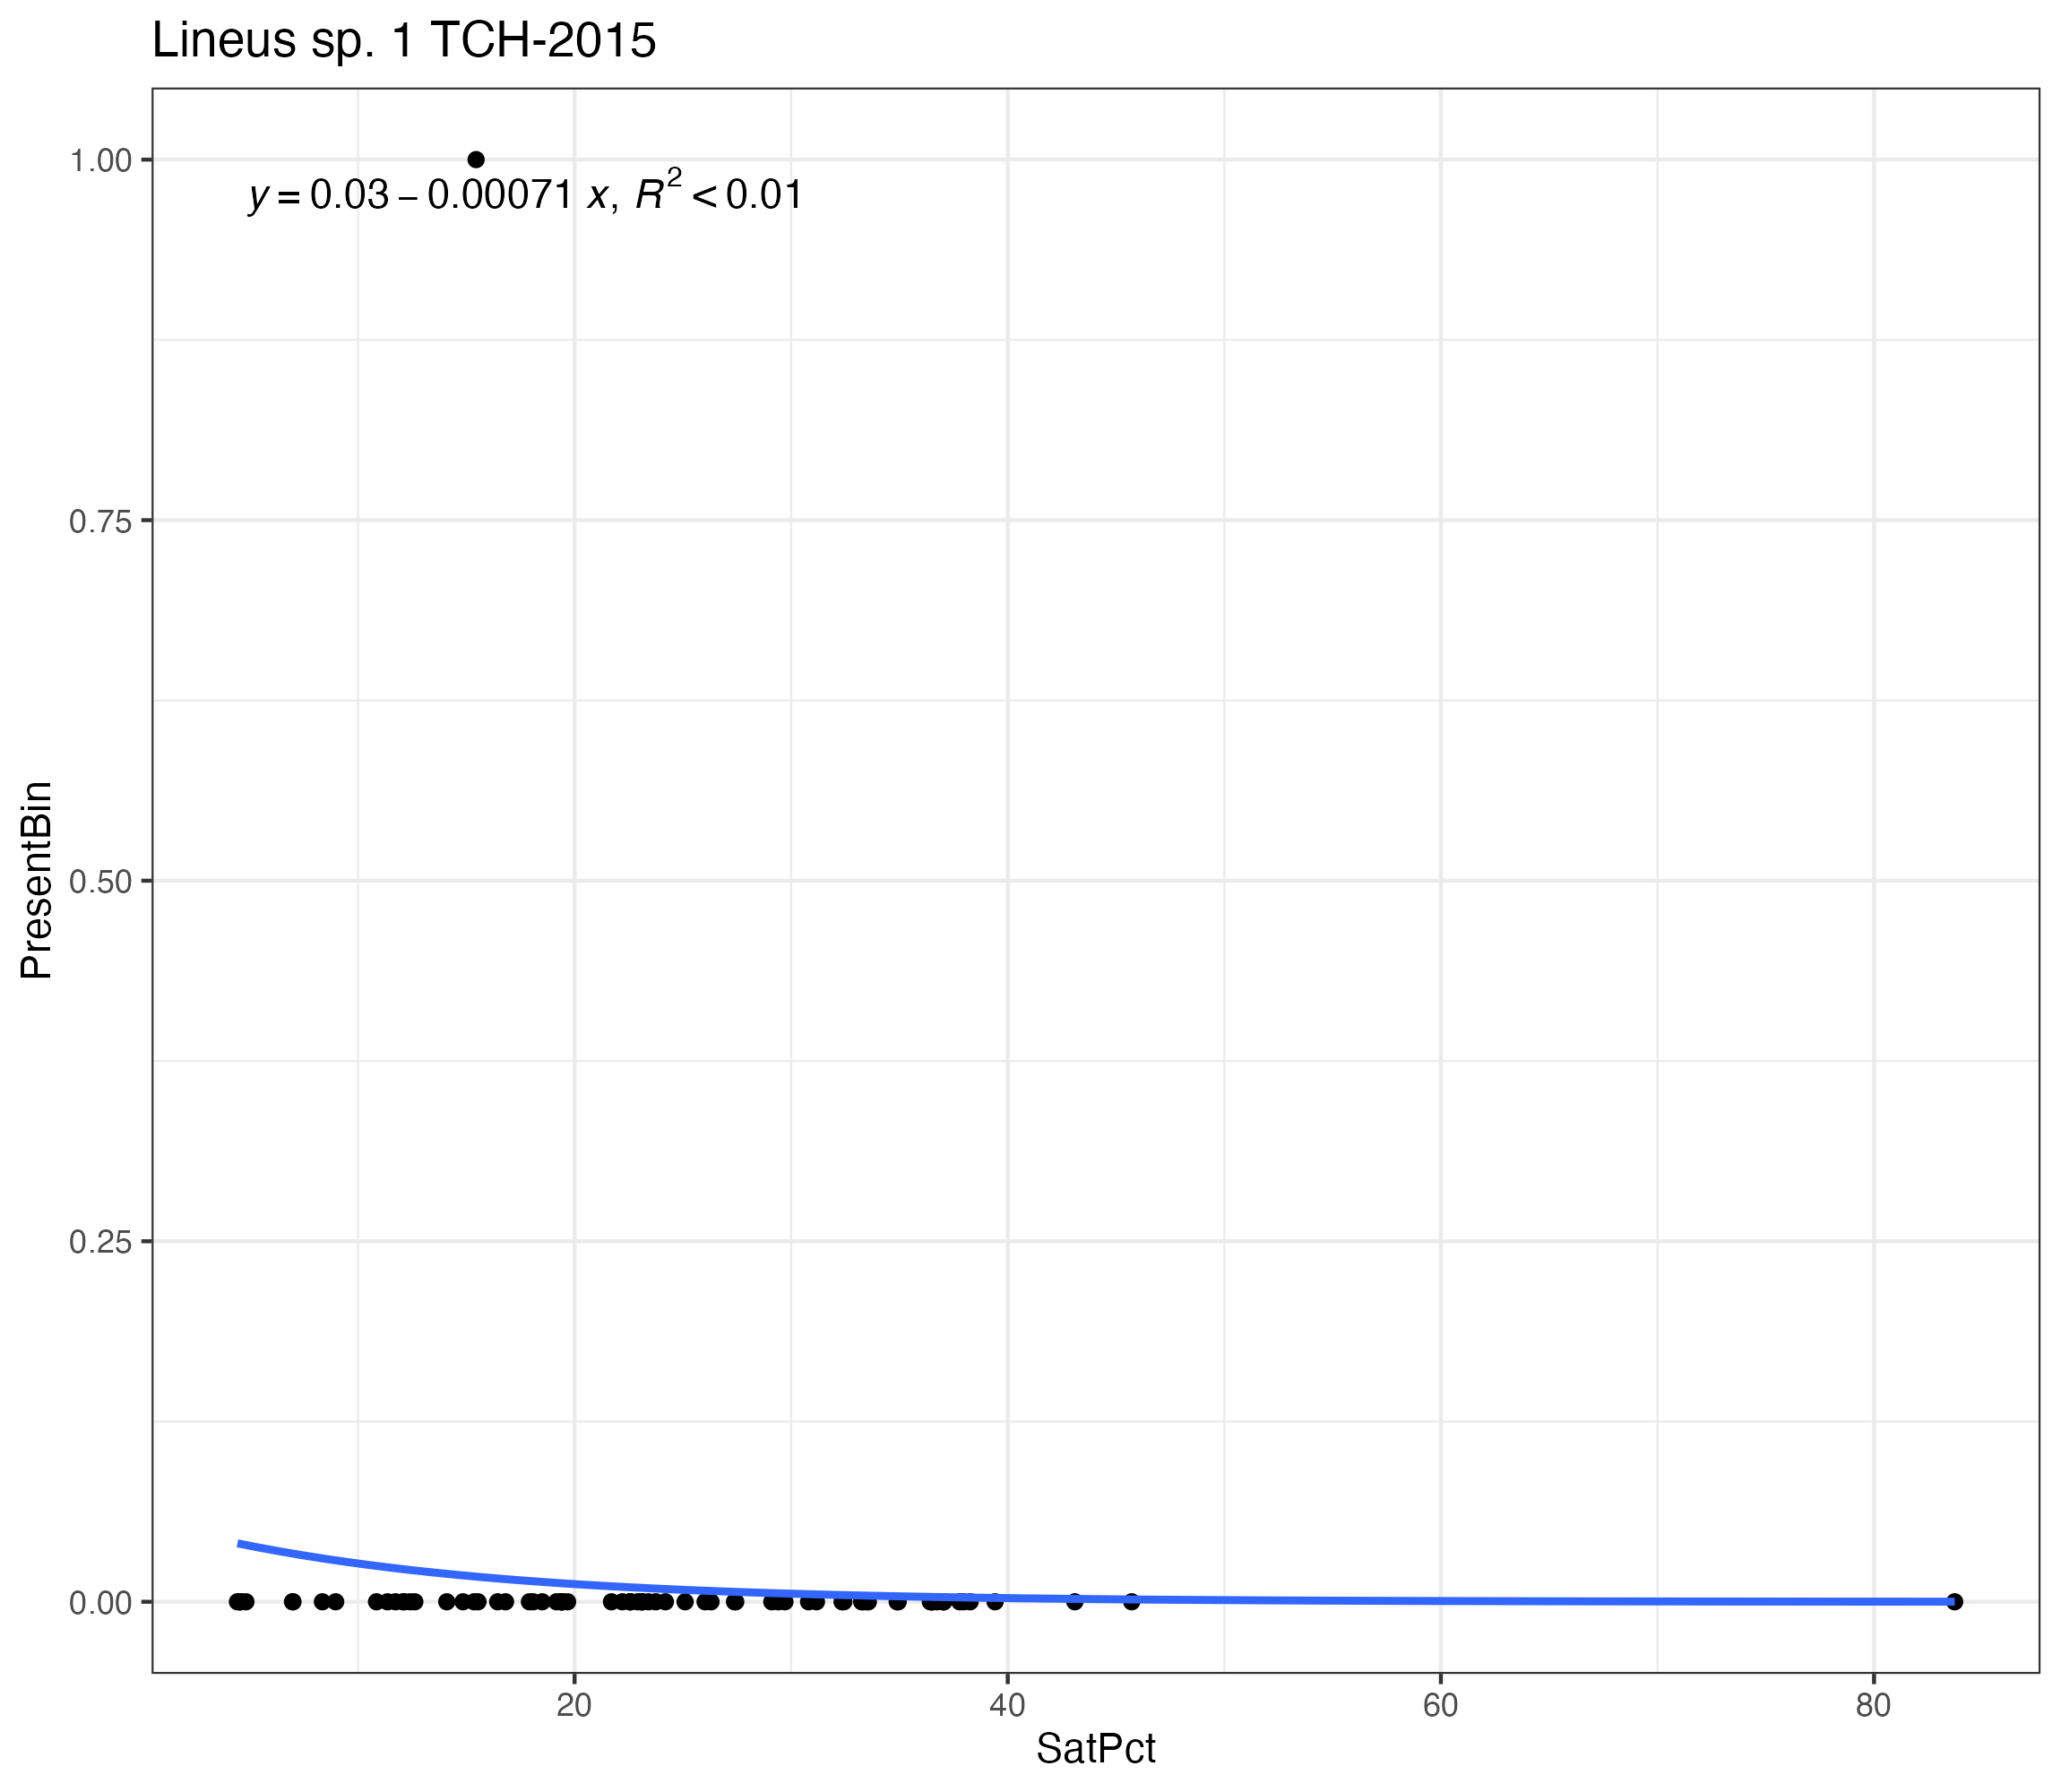 Lineus sp. 1 TCH-2015
1.00
y = 0.03 − 0.00071 x, R² < 0.01
0.75
0.50
0.25
0.00
PresentBin
20 40 60 80
SatPct